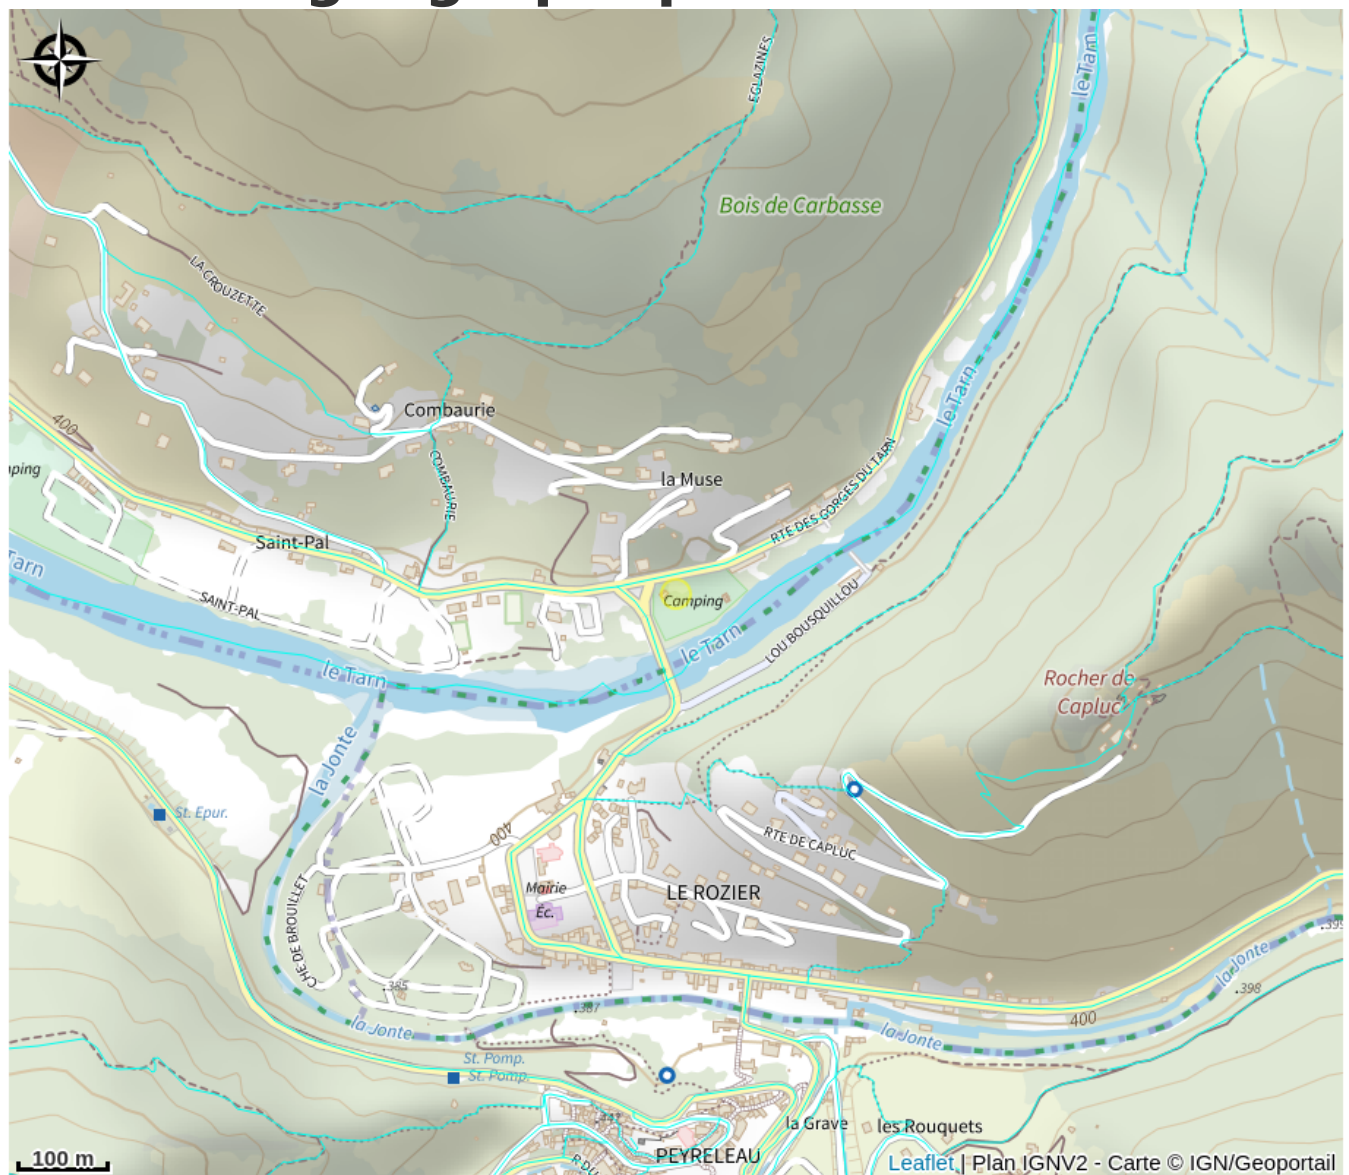 le Tarn
EGLAZINES
Bois de Carbasse
LA CROUZETTE
le Tarn
400
Combaurie
COMBAURIE
la Muse
RTE DES GORGES DU TARN
Saint-Pal
Tarn
SAINT-PAL
Camping
LOU BOUSQUILLOU
le Tarn
le Tarn
Rocher de
Capluc
la Jonte
St. Epur.
400
RTE DE CAPLUC
Mairie
Éc.
LE ROZIER
CHE DE BROUILLET
.385
.387
la Jonte
la Jonte
la Jonte
.399
.398
400
St. Pomp.
St. Pomp.
la Grave
les Rouquets
PEYRELEAU
100 m
Leaflet | Plan IGNV2 - Carte © IGN/Geoportail